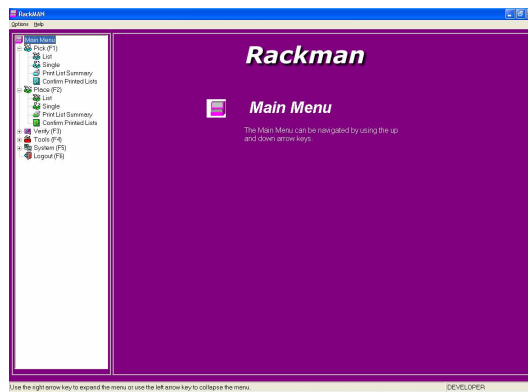 RackMAN
Options Help
Main Menu
Pick (F1)
List
Single
Print List Summary
Confirm Printed Lists
Place (F2)
List
Single
Print List Summary
Confirm Printed Lists
Verify (F3)
Tools (F4)
System (F5)
Logout (F6)
Rackman
Main Menu
The Main Menu can be navigated by using the up
and down arrow keys.
Use the right arrow key to expand the menu or use the left arrow key to collapse the menu.
DEVELOPER